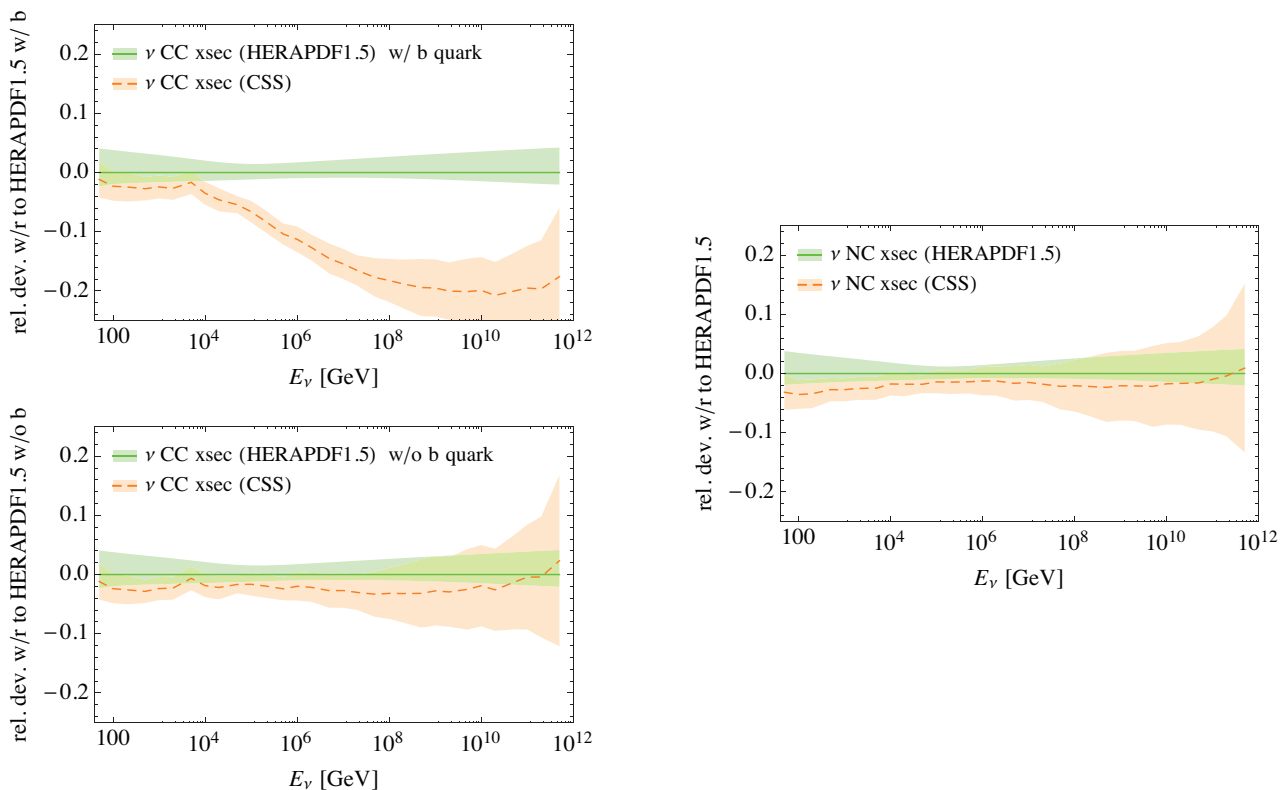 rel. dev. w/r to HERAPDF1.5 w/ b
0.2
0.1
0.0
−0.1
−0.2
ν CC xsec (HERAPDF1.5) w/ b quark
ν CC xsec (CSS)
100
10^4
10^6
10^8
10^10
10^12
E_ν [GeV]
rel. dev. w/r to HERAPDF1.5 w/o b
0.2
0.1
0.0
−0.1
−0.2
ν CC xsec (HERAPDF1.5) w/o b quark
ν CC xsec (CSS)
100
10^4
10^6
10^8
10^10
10^12
E_ν [GeV]
rel. dev. w/r to HERAPDF1.5
0.2
0.1
0.0
−0.1
−0.2
ν NC xsec (HERAPDF1.5)
ν NC xsec (CSS)
100
10^4
10^6
10^8
10^10
10^12
E_ν [GeV]